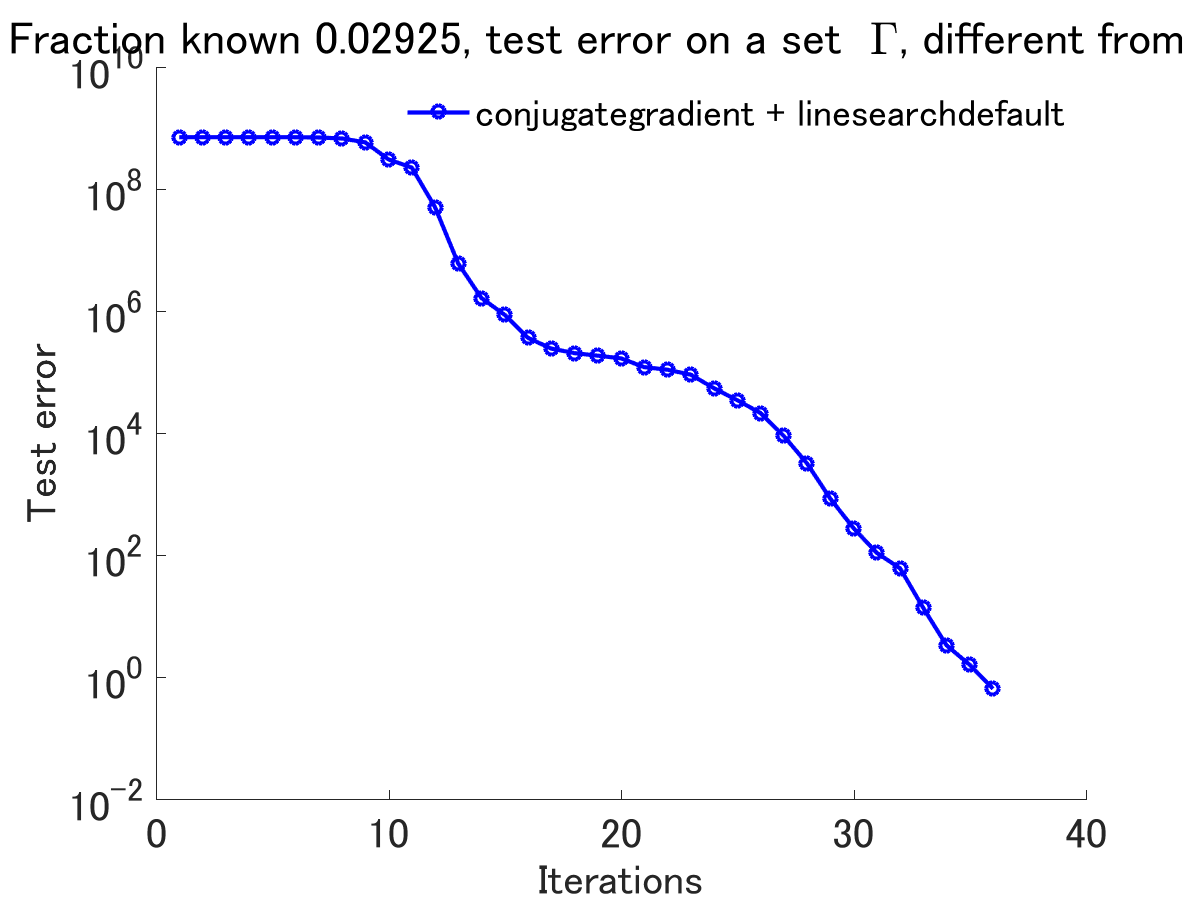 Fraction known 0.02925, test error on a set Γ, different from
10^10
conjugategradient + linesearchdefault
10^8
10^6
Test error
10^4
10^2
10^0
10^−2
0 10 20 30 40
Iterations